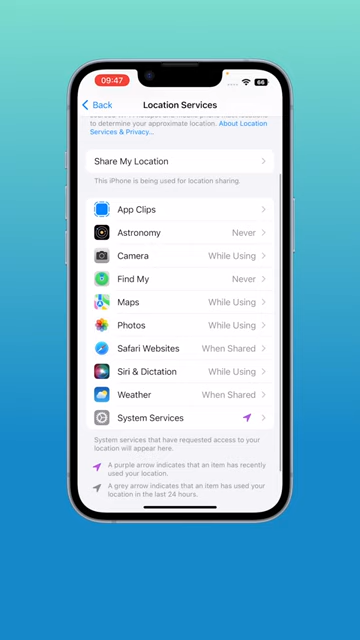 09:47
66
Back
Location Services
to determine your approximate location. About Location
Services & Privacy...
Share My Location
This iPhone is being used for location sharing.
App Clips
Astronomy Never
Camera While Using
Find My Never
Maps While Using
Photos While Using
Safari Websites When Shared
Siri & Dictation While Using
Weather When Shared
System Services
System services that have requested access to your
location will appear here.
A purple arrow indicates that an item has recently
used your location.
A grey arrow indicates that an item has used your
location in the last 24 hours.